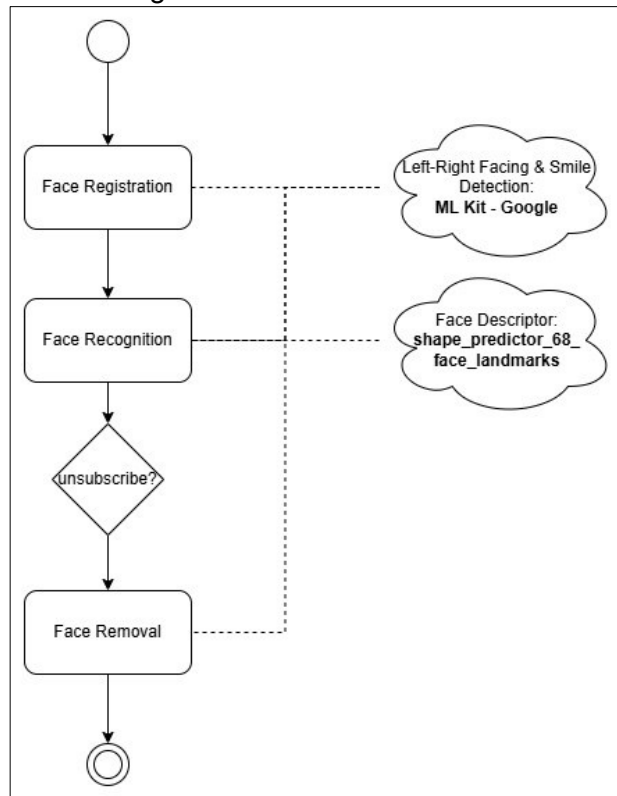 Face Registration
Left-Right Facing & Smile
Detection:
ML Kit - Google
Face Recognition
Face Descriptor:
shape_predictor_68_
face_landmarks
unsubscribe?
Face Removal